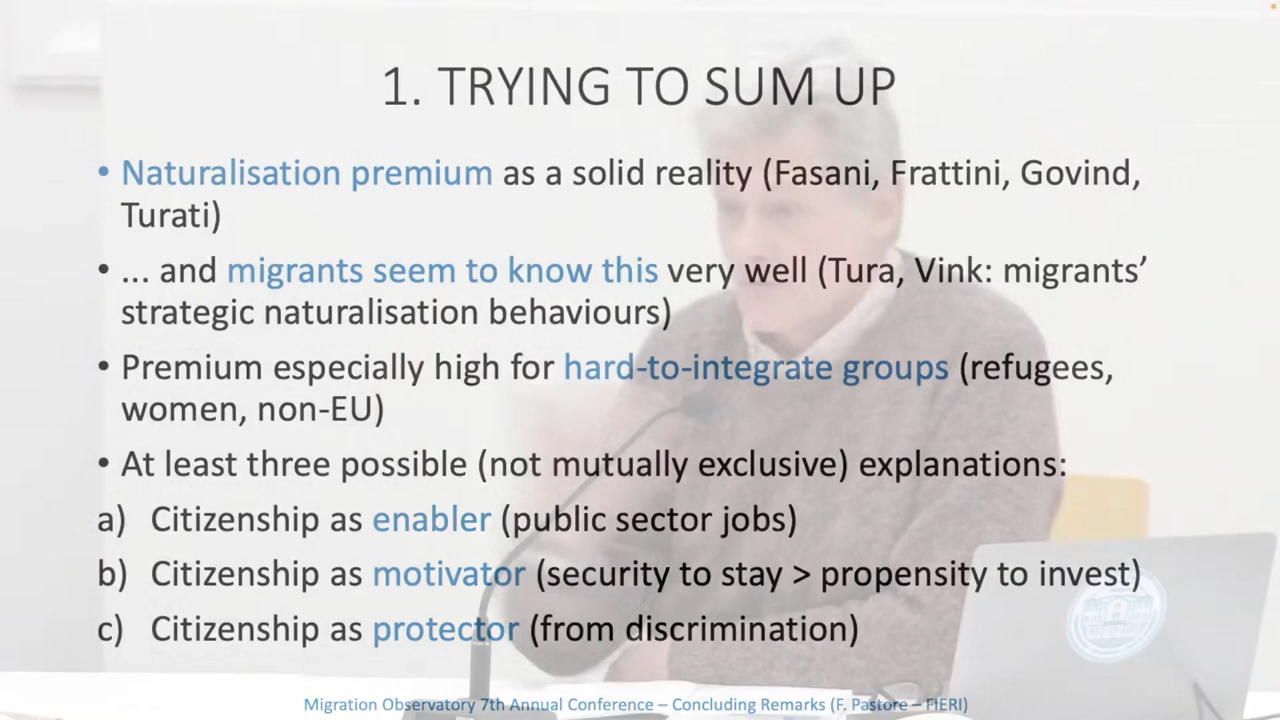 1. TRYING TO SUM UP
• Naturalisation premium as a solid reality (Fasani, Frattini, Govind,
Turati)
• ... and migrants seem to know this very well (Tura, Vink: migrants’
strategic naturalisation behaviours)
• Premium especially high for hard-to-integrate groups (refugees,
women, non-EU)
• At least three possible (not mutually exclusive) explanations:
a) Citizenship as enabler (public sector jobs)
b) Citizenship as motivator (security to stay > propensity to invest)
c) Citizenship as protector (from discrimination)
Migration Observatory 7th Annual Conference – Concluding Remarks (F. Pastore – FIERI)